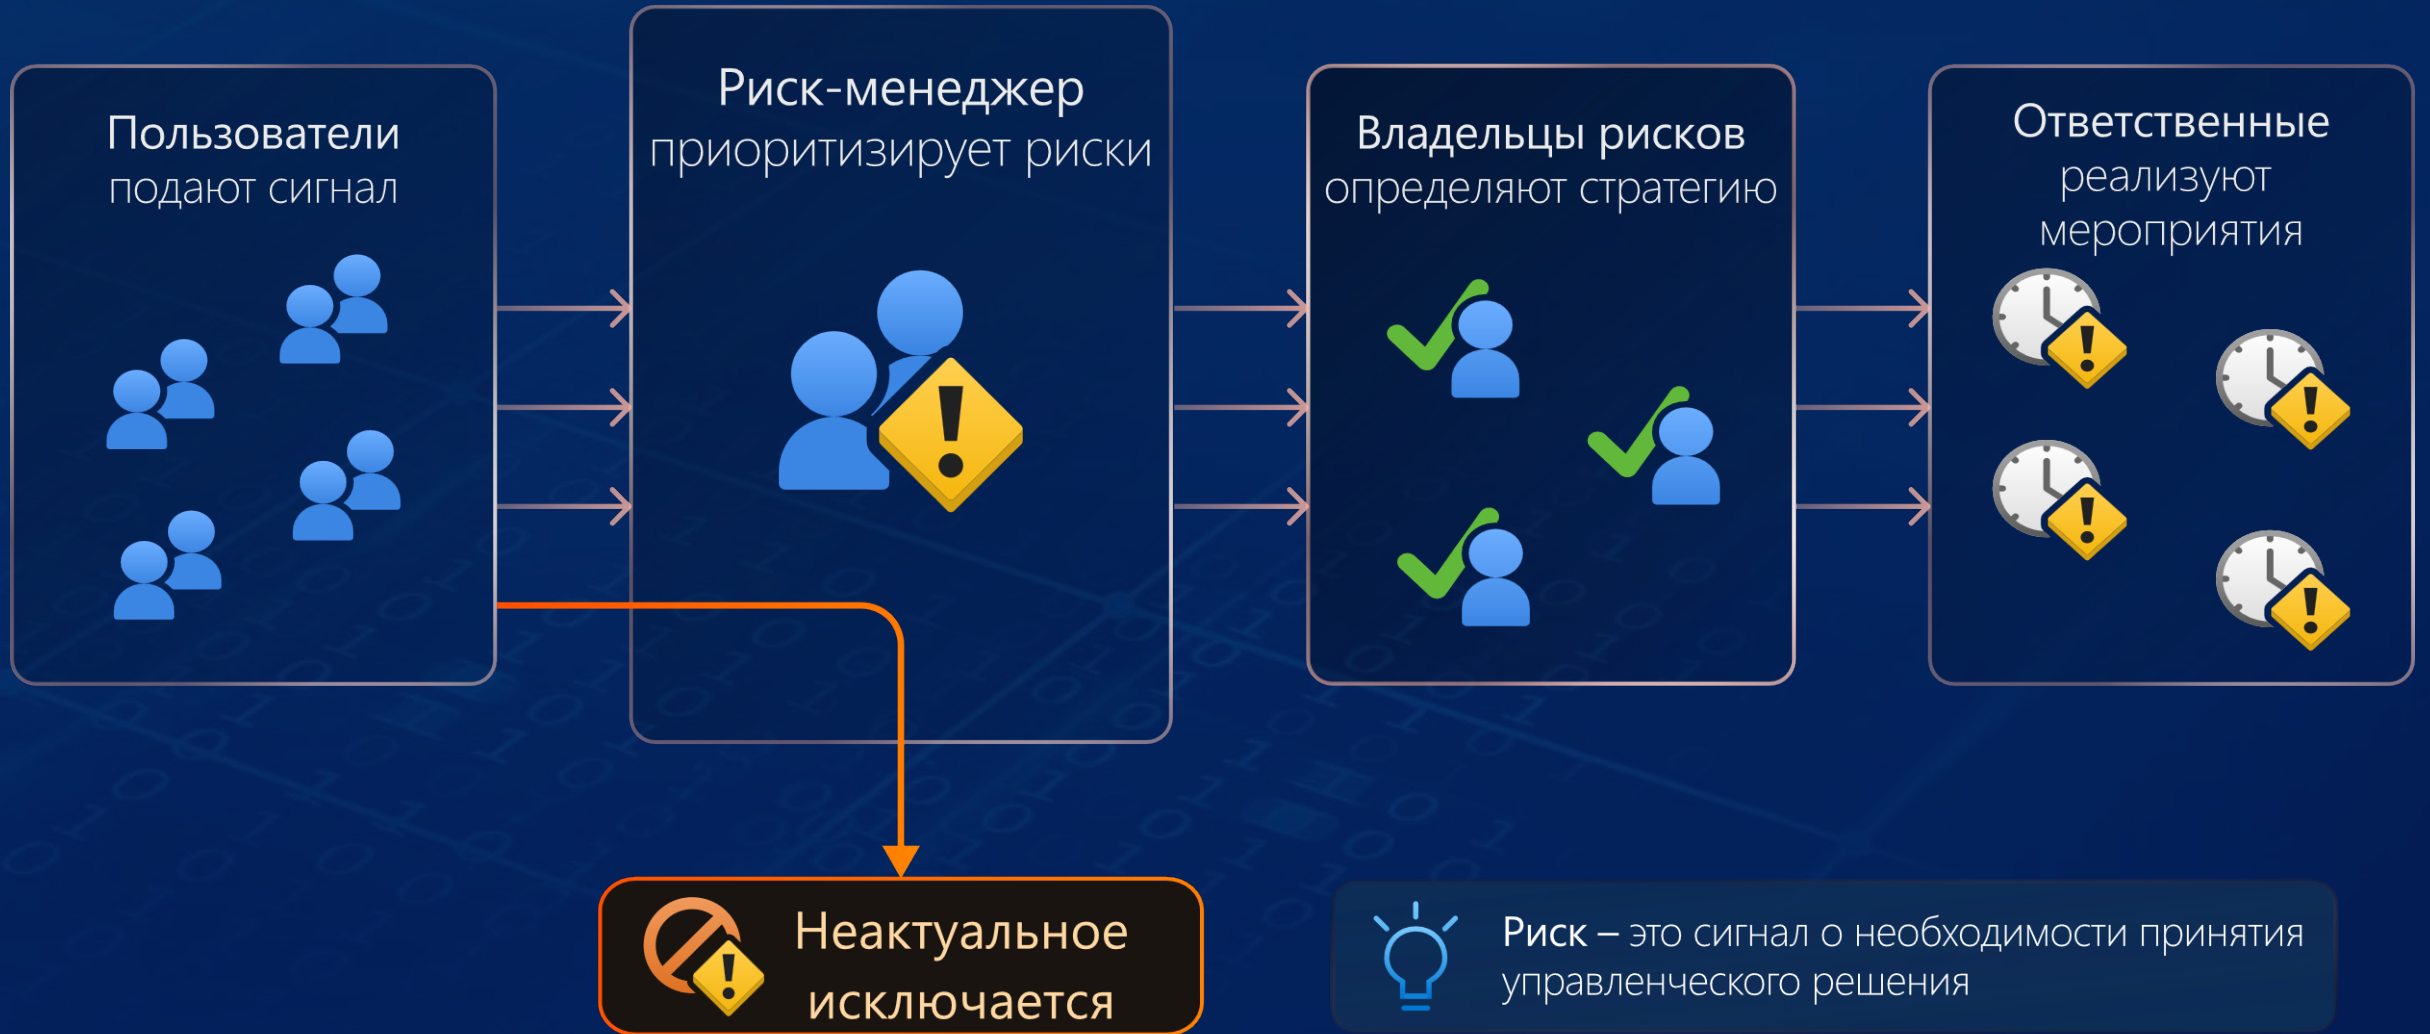 Пользователи
подают сигнал
Риск-менеджер
приоритизирует риски
Владельцы рисков
определяют стратегию
Ответственные
реализуют
мероприятия
Неактуальное
исключается
Риск – это сигнал о необходимости принятия
управленческого решения